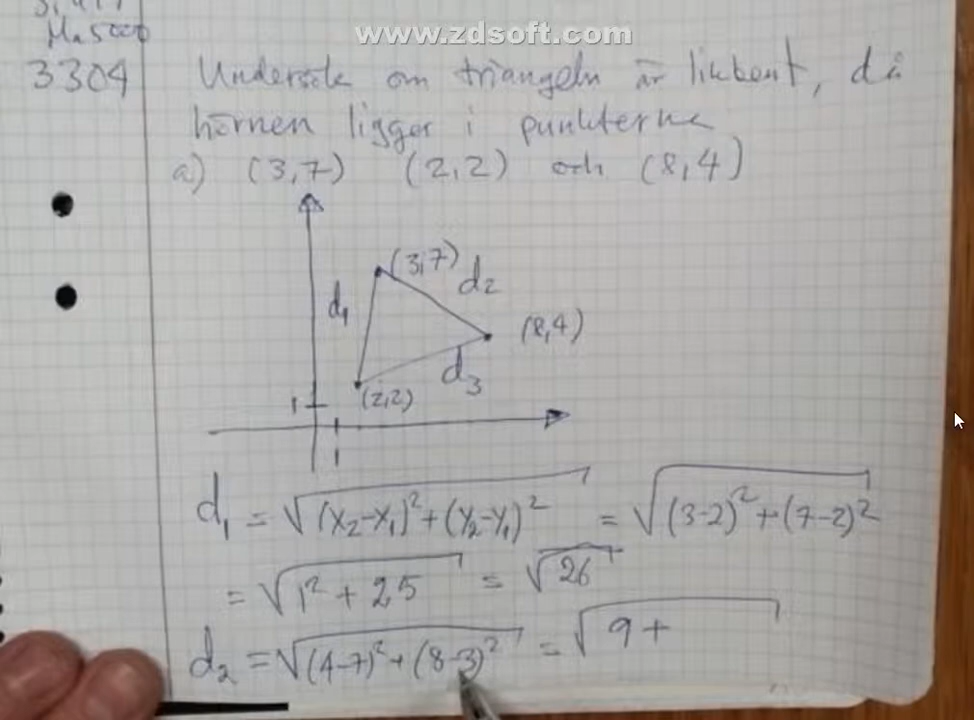 www.zdsoft.com
Ma5000
3304 Undersök om triangeln är likbent, då
hörnen ligger i punkterna
a) (3,7) (2,2) och (8,4)
(3,7) d2
d1
(8,4)
d3
(2,2)
1
1
d1 = √(x2-x1)²+(y2-y1)² = √(3-2)²+(7-2)²
= √1²+25 = √26
d2 = √(4-7)²+(8-3)² = √9+